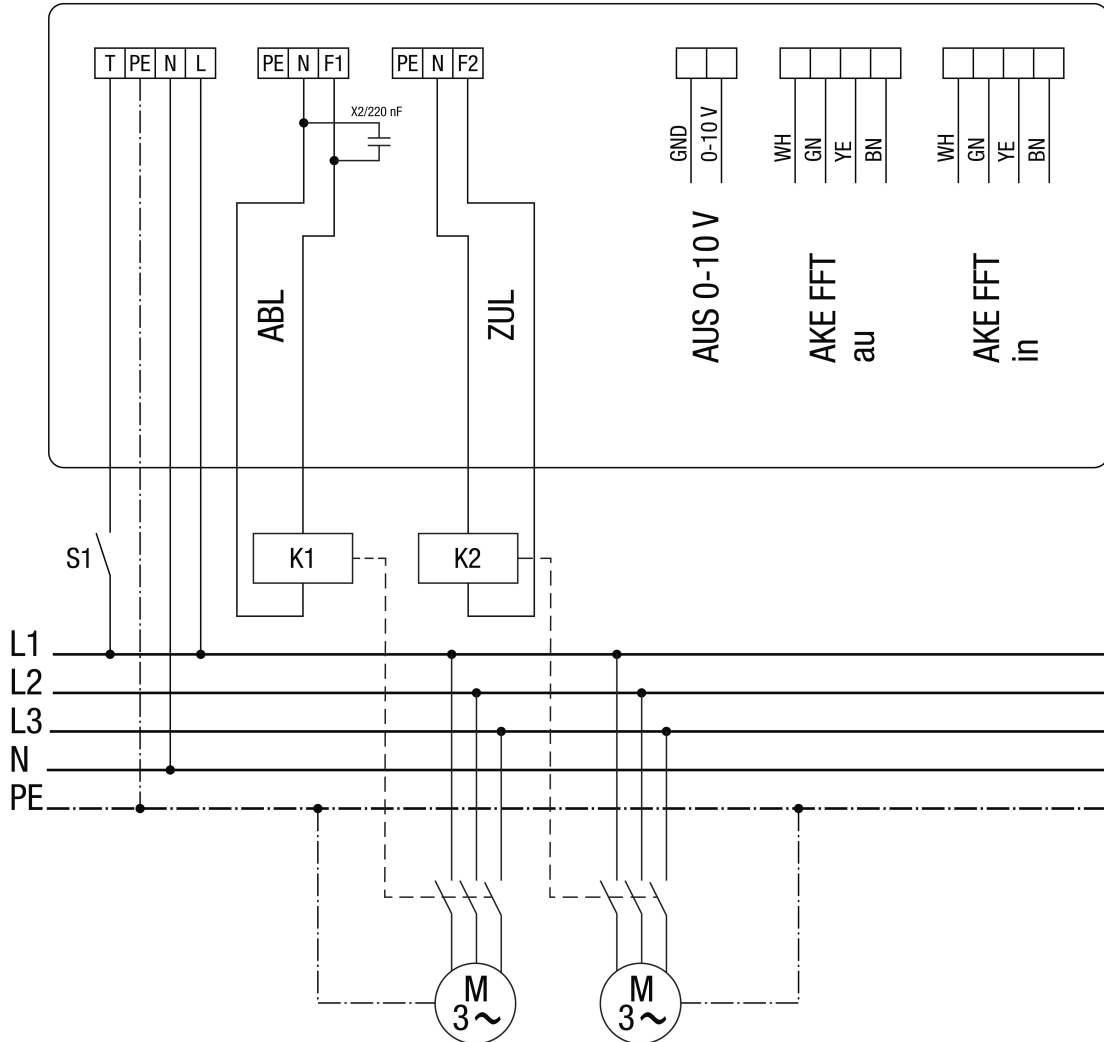 T PE N L
PE N F1
PE N F2
X2/220 nF
GND
0-10 V
WH
GN
YE
BN
WH
GN
YE
BN
ABL
ZUL
AUS 0-10 V
AKE FFT
au
AKE FFT
in
S1
K1
K2
L1
L2
L3
N
PE
M
3~
M
3~